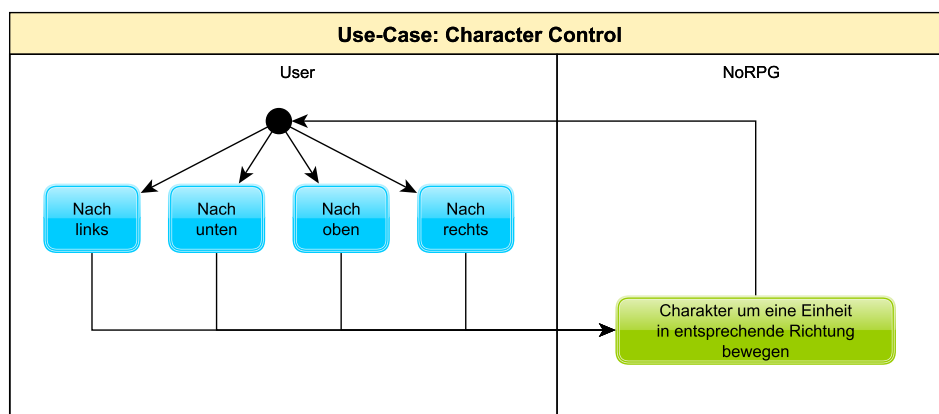 Use-Case: Character Control
User
NoRPG
Nach
links
Nach
unten
Nach
oben
Nach
rechts
Charakter um eine Einheit
in entsprechende Richtung
bewegen